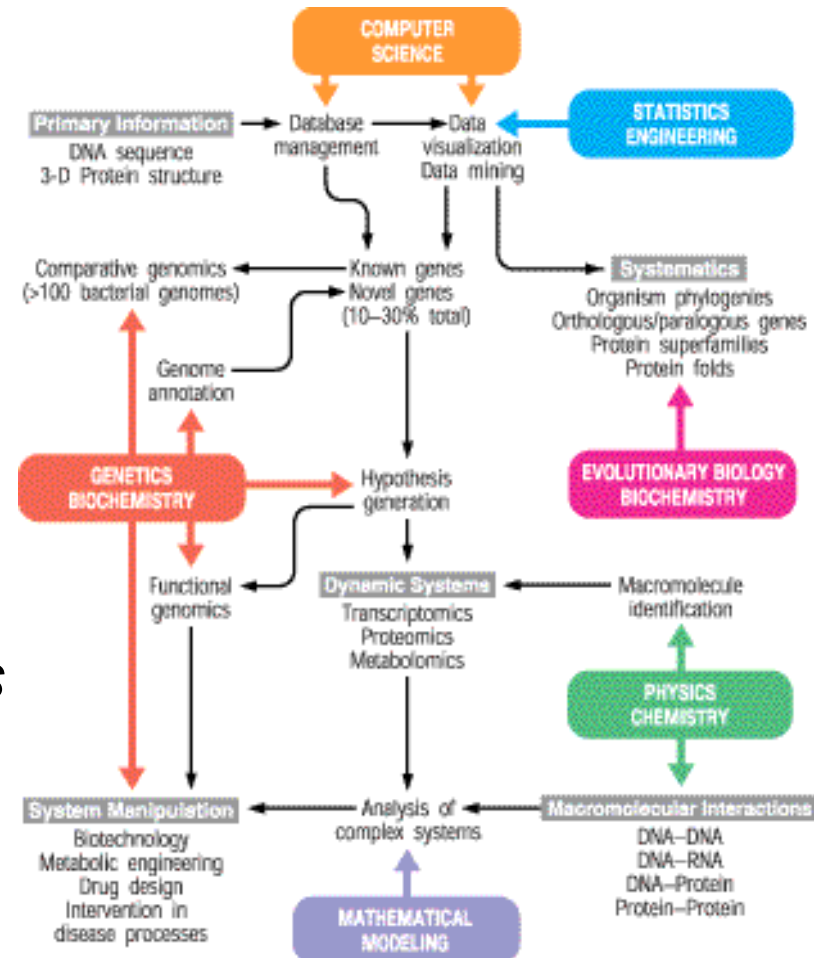 COMPUTER
SCIENCE
Primary Information
DNA sequence
3-D Protein structure
Database
management
Data
visualization
Data mining
STATISTICS
ENGINEERING
Comparative genomics
(>100 bacterial genomes)
Known genes
Novel genes
(10–30% total)
Systematics
Organism phylogenies
Orthologous/paralogous genes
Protein superfamilies
Protein folds
Genome
annotation
GENETICS
BIOCHEMISTRY
Hypothesis
generation
EVOLUTIONARY BIOLOGY
BIOCHEMISTRY
Functional
genomics
Dynamic Systems
Transcriptomics
Proteomics
Metabolomics
Macromolecule
identification
s
PHYSICS
CHEMISTRY
System Manipulation
Biotechnology
Metabolic engineering
Drug design
Intervention in
disease processes
Analysis of
complex systems
Macromolecular Interactions
DNA–DNA
DNA–RNA
DNA–Protein
Protein–Protein
MATHEMATICAL
MODELING